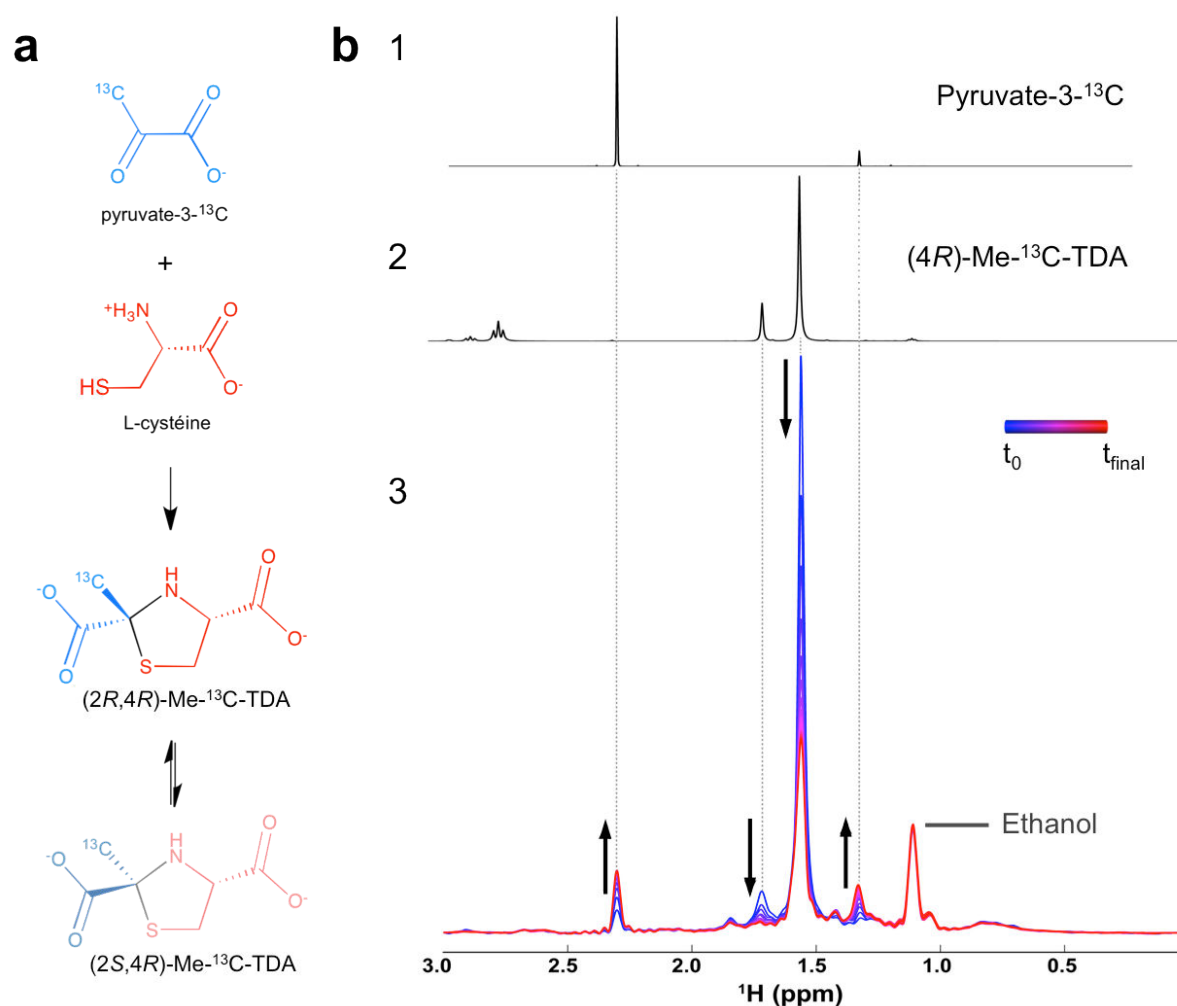 a
¹³C
O
O
O⁻
pyruvate-3-¹³C
+
⁺H₃N
O
HS
O⁻
L-cystéine
⁻O
¹³C
H
N
O
O
S
O⁻
(2R,4R)-Me-¹³C-TDA
⁻O
¹³C
H
N
O
O
S
O⁻
(2S,4R)-Me-¹³C-TDA
b
1
Pyruvate-3-¹³C
2
(4R)-Me-¹³C-TDA
3
t₀ t_final
Ethanol
3.0 2.5 2.0 1.5 1.0 0.5
¹H (ppm)